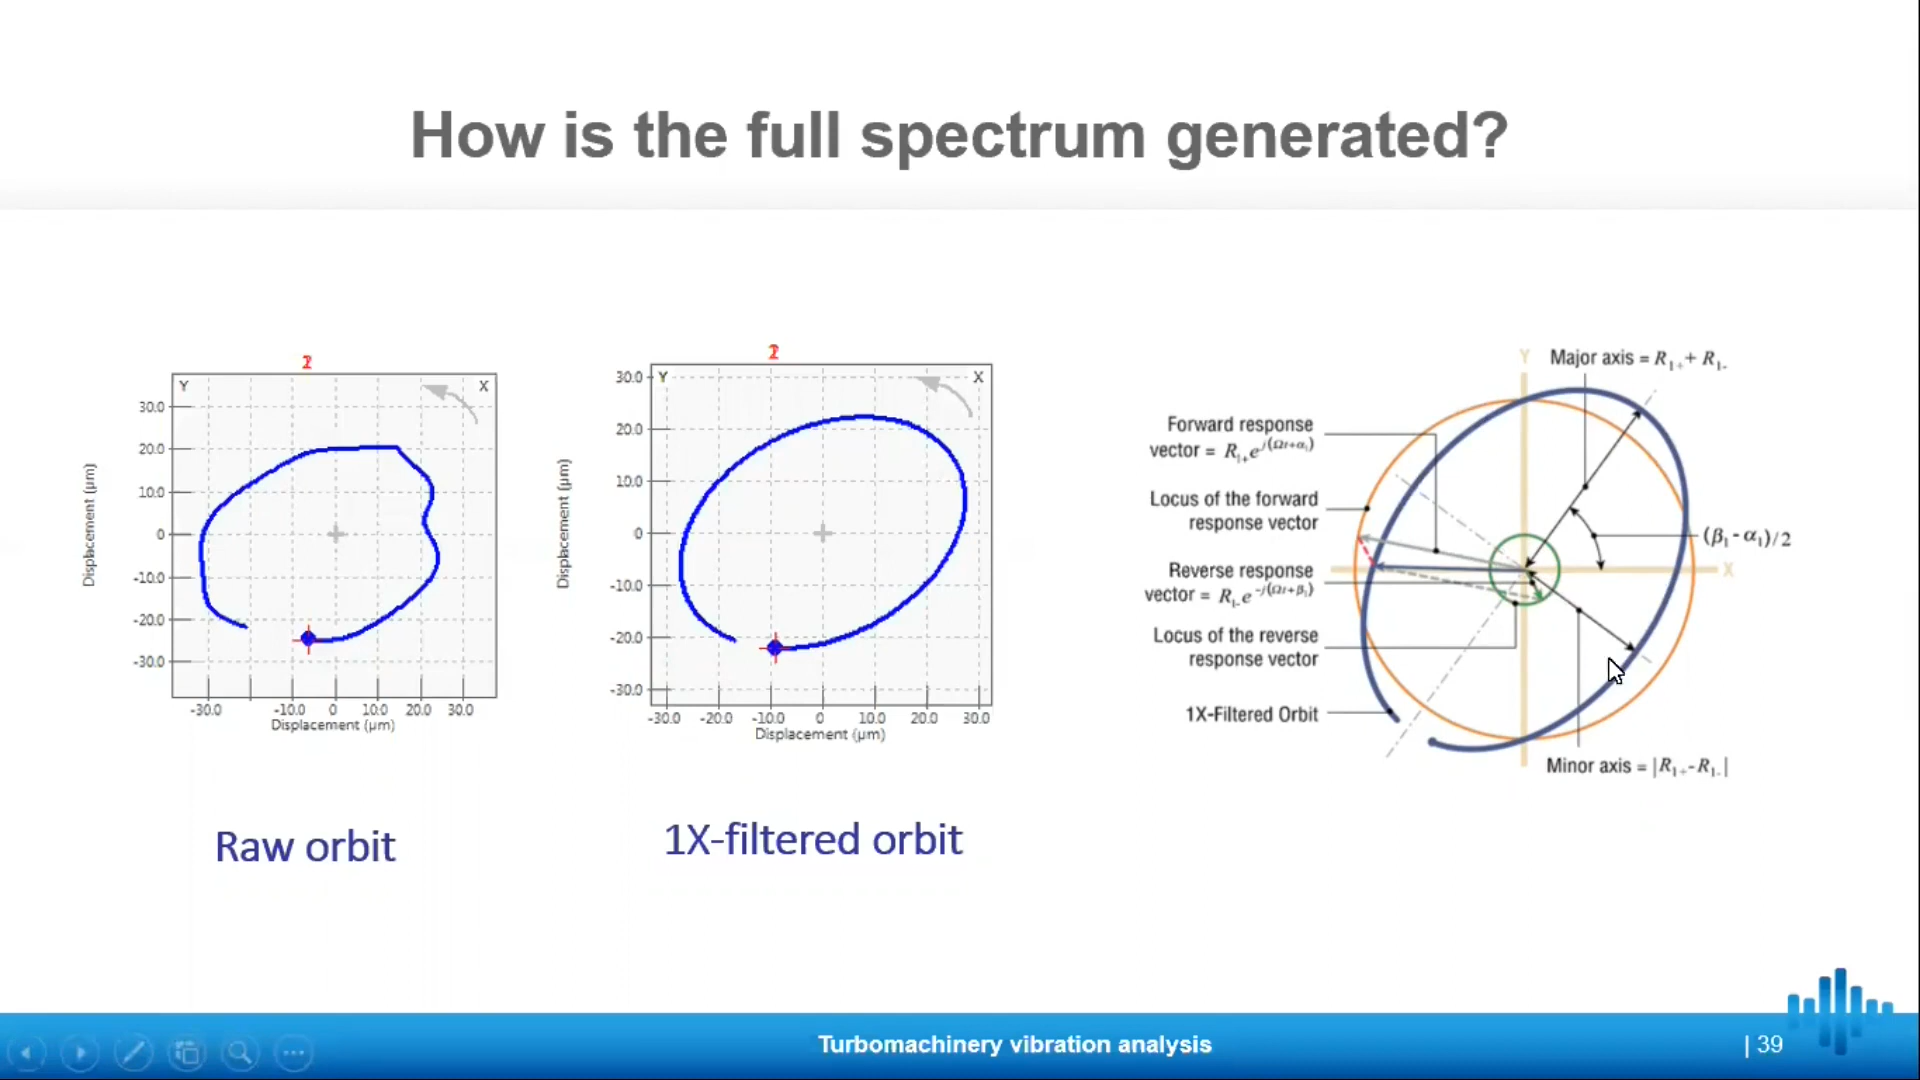 How is the full spectrum generated?
2
Y
X
30.0
20.0
10.0
0
-10.0
-20.0
-30.0
Displacement (µm)
-30.0 -10.0 0 10.0 20.0 30.0
Displacement (µm)
Raw orbit
2
30.0
Y
X
20.0
10.0
0
-10.0
-20.0
-30.0
Displacement (µm)
-30.0 -20.0 -10.0 0 10.0 20.0 30.0
Displacement (µm)
1X-filtered orbit
Y
Major axis = R₁₊ + R₁₋
Forward response
vector = R₁₊e^j(Ωt+α₁)
Locus of the forward
response vector
(β₁ - α₁)/2
X
Reverse response
vector = R₁₋e^-j(Ωt+β₁)
Locus of the reverse
response vector
1X-Filtered Orbit
Minor axis = |R₁₊-R₁₋|
Turbomachinery vibration analysis
| 39